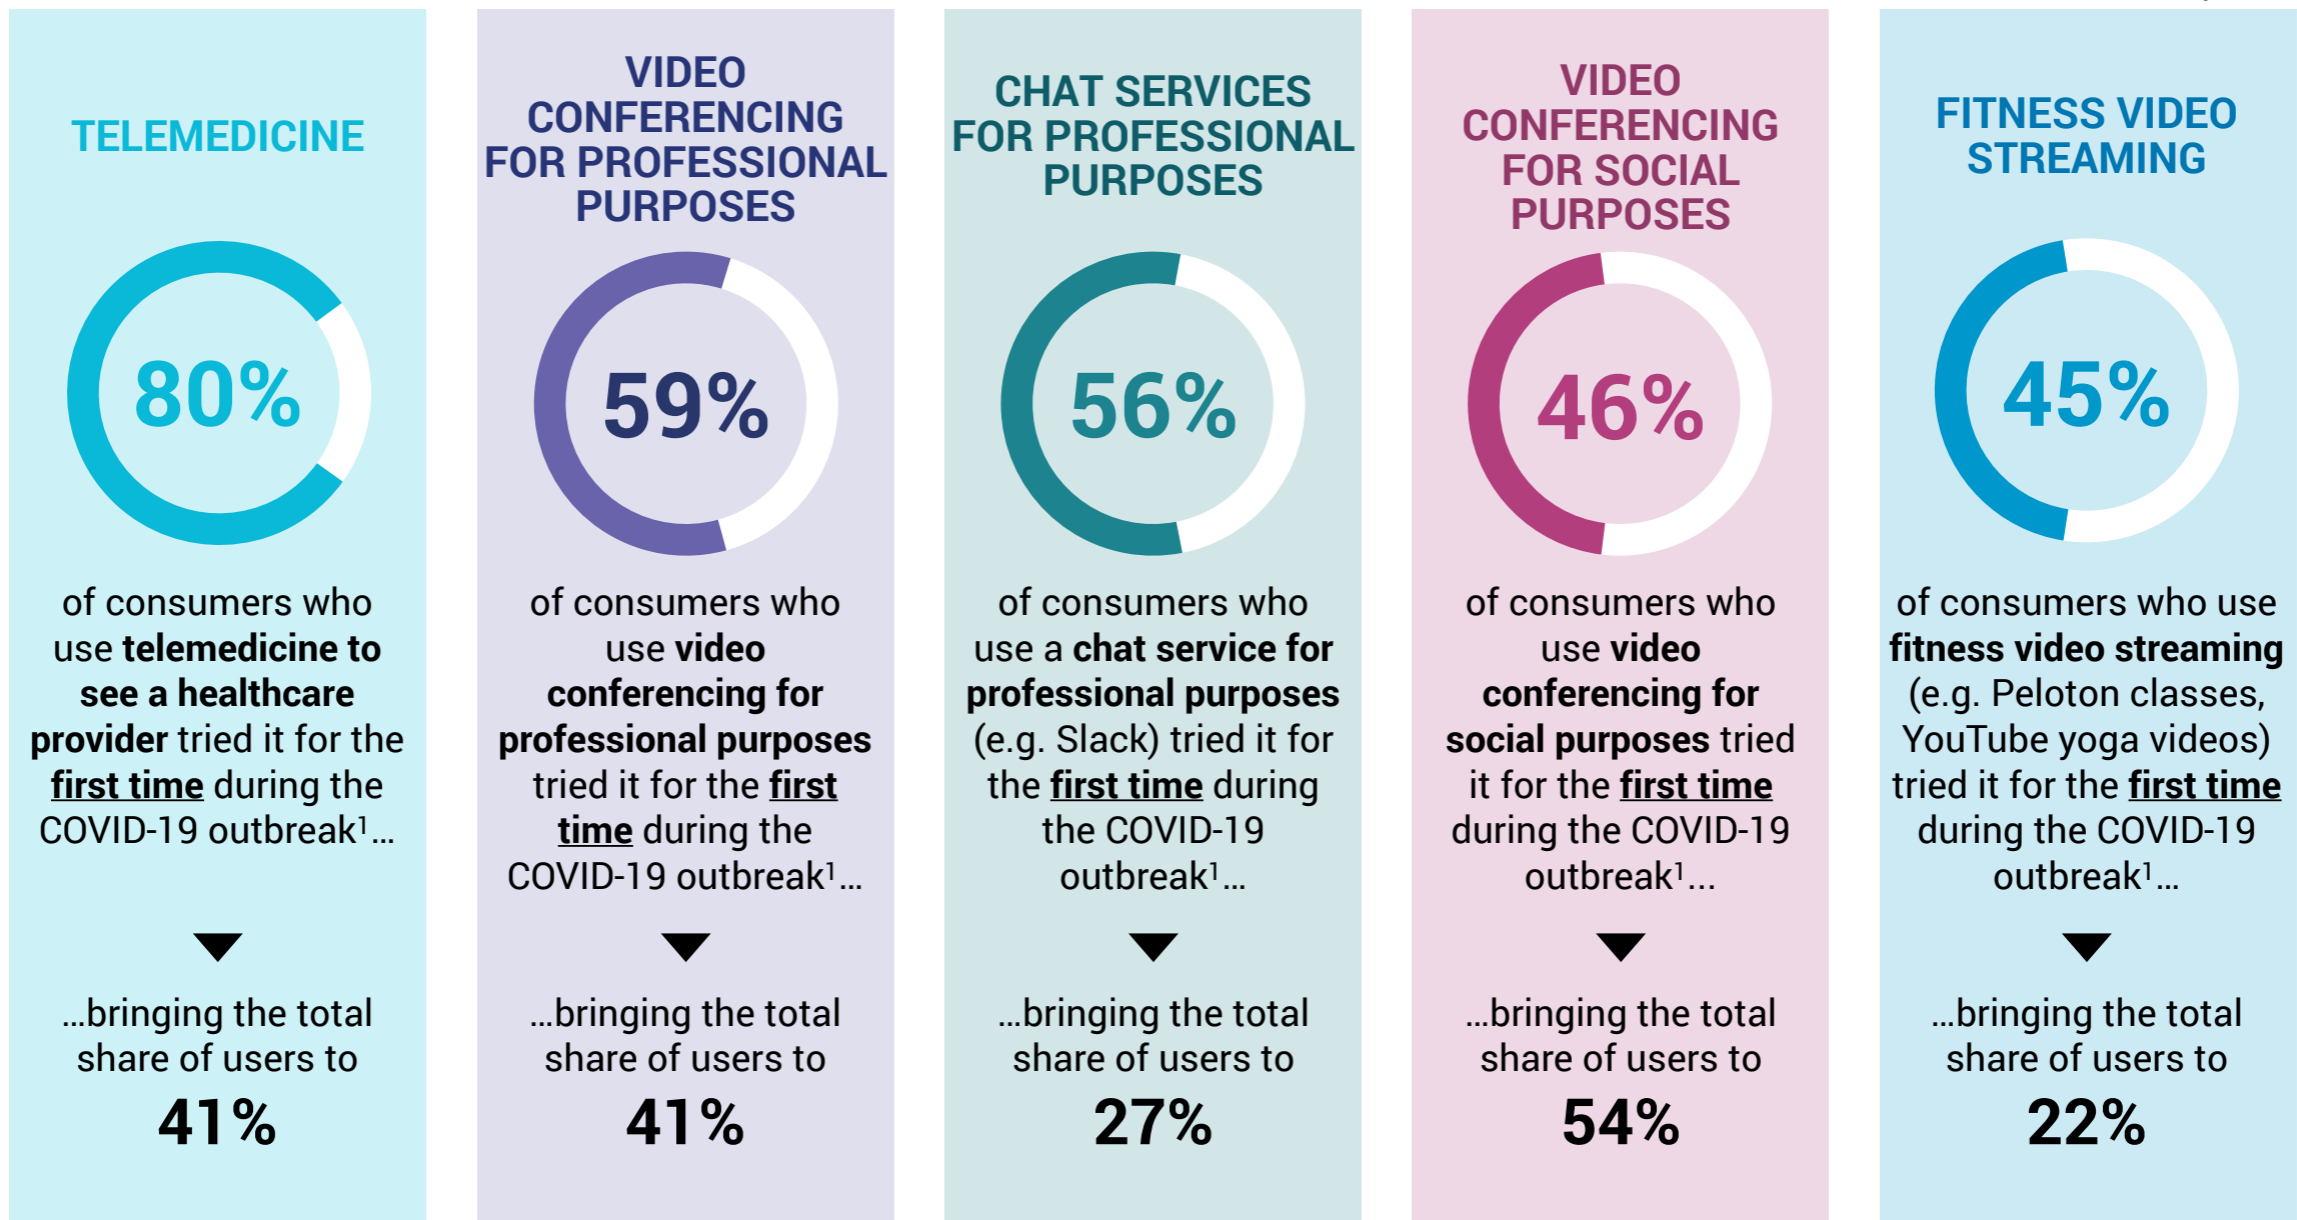 TELEMEDICINE
80%
of consumers who
use telemedicine to
see a healthcare
provider tried it for the
first time during the
COVID-19 outbreak¹...
...bringing the total
share of users to
41%
VIDEO
CONFERENCING
FOR PROFESSIONAL
PURPOSES
59%
of consumers who
use video
conferencing for
professional purposes
tried it for the first
time during the
COVID-19 outbreak¹...
...bringing the total
share of users to
41%
CHAT SERVICES
FOR PROFESSIONAL
PURPOSES
56%
of consumers who
use a chat service for
professional purposes
(e.g. Slack) tried it for
the first time during
the COVID-19
outbreak¹...
...bringing the total
share of users to
27%
VIDEO
CONFERENCING
FOR SOCIAL
PURPOSES
46%
of consumers who
use video
conferencing for
social purposes tried
it for the first time
during the COVID-19
outbreak¹...
...bringing the total
share of users to
54%
FITNESS VIDEO
STREAMING
45%
of consumers who use
fitness video streaming
(e.g. Peloton classes,
YouTube yoga videos)
tried it for the first time
during the COVID-19
outbreak¹...
...bringing the total
share of users to
22%